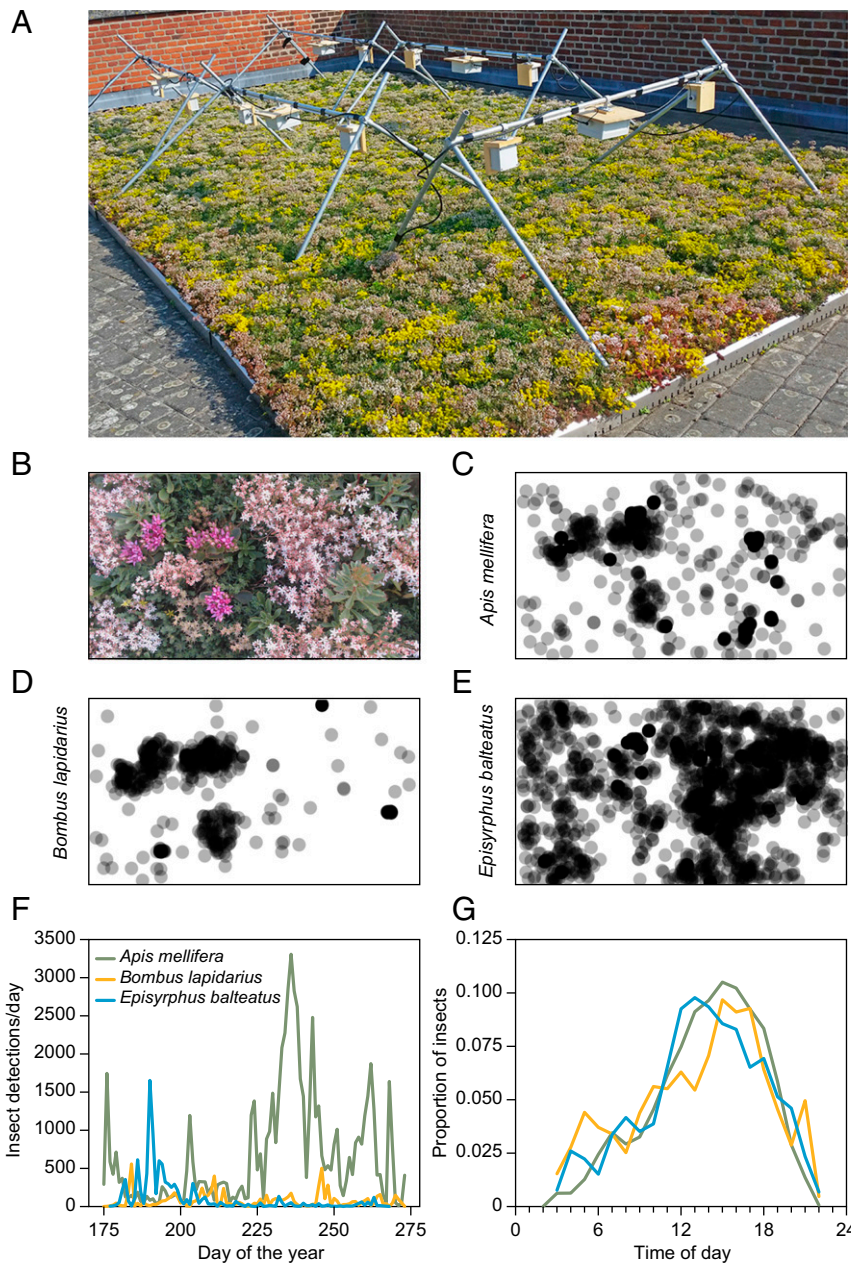 A
B
C
Apis mellifera
D
Bombus lapidarius
E
Episyrphus balteatus
F
3500
3000
2500
2000
1500
1000
500
0
Insect detections/day
Apis mellifera
Bombus lapidarius
Episyrphus balteatus
175 200 225 250 275
Day of the year
G
0.125
0.100
0.075
0.050
0.025
0
Proportion of insects
0 6 12 18 24
Time of day